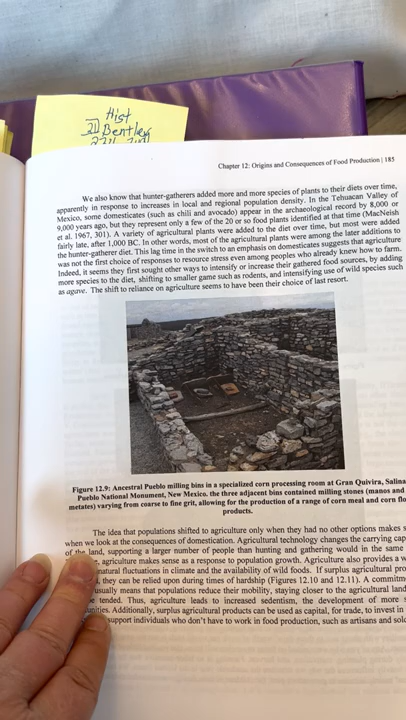 Hist
Bentley
Chapter 12: Origins and Consequences of Food Production | 185
We also know that hunter-gatherers added more and more species of plants to their diets over time,
apparently in response to increases in local and regional population density. In the Tehuacan Valley of
Mexico, some domesticates (such as chili and avocado) appear in the archaeological record by 8,000 or
9,000 years ago, but they represent only a few of the 20 or so food plants identified at that time (MacNeish
et al. 1967, 301). A variety of agricultural plants were added to the diet over time, but most were added
fairly late, after 1,000 BC. In other words, most of the agricultural plants were among the later additions to
the hunter-gatherer diet. This lag time in the switch to an emphasis on domesticates suggests that agriculture
was not the first choice of responses to resource stress even among peoples who already knew how to farm.
Indeed, it seems they first sought other ways to intensify or increase their gathered food sources, by adding
more species to the diet, shifting to smaller game such as rodents, and intensifying use of wild species such
as agave. The shift to reliance on agriculture seems to have been their choice of last resort.
Figure 12.9: Ancestral Pueblo milling bins in a specialized corn processing room at Gran Quivira, Salina
Pueblo National Monument, New Mexico. the three adjacent bins contained milling stones (manos and
metates) varying from coarse to fine grit, allowing for the production of a range of corn meal and corn flo
products.
The idea that populations shifted to agriculture only when they had no other options makes s
when we look at the consequences of domestication. Agricultural technology changes the carrying cap
of the land, supporting a larger number of people than hunting and gathering would in the same
agriculture makes sense as a response to population growth. Agriculture also provides a w
natural fluctuations in climate and the availability of wild foods. If surplus agricultural pro
they can be relied upon during times of hardship (Figures 12.10 and 12.11). A commitm
usually means that populations reduce their mobility, staying closer to the agricultural land
tended. Thus, agriculture leads to increased sedentism, the development of more s
unities. Additionally, surplus agricultural products can be used as capital, for trade, to invest in
support individuals who don't have to work in food production, such as artisans and sold